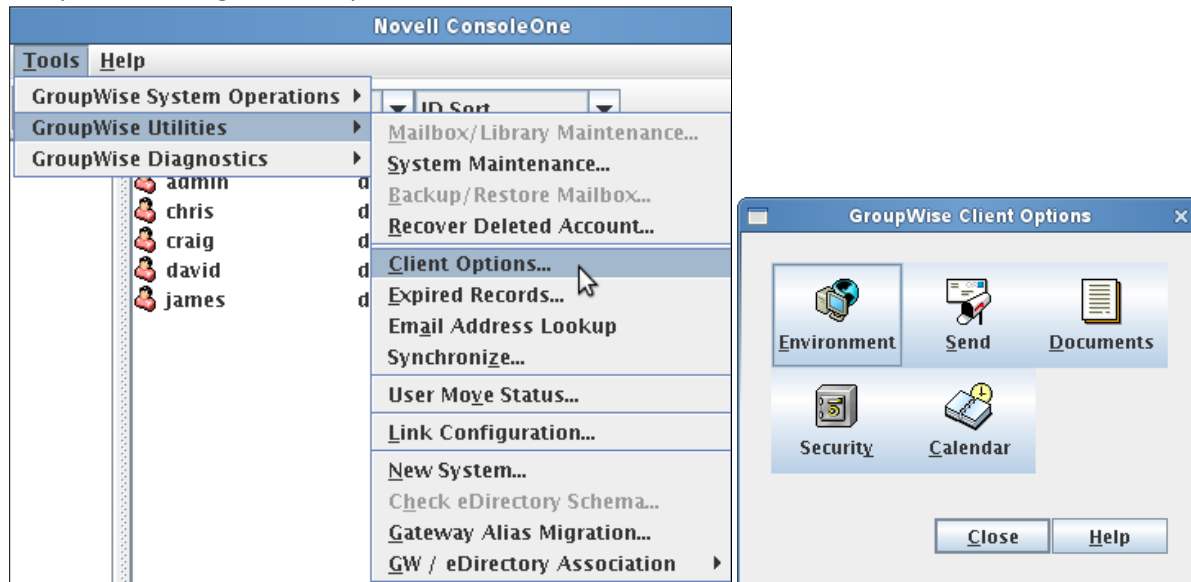 Novell ConsoleOne
Tools Help
GroupWise System Operations
GroupWise Utilities
GroupWise Diagnostics
ID Sort
admin d
chris d
craig d
david d
james d
Mailbox/Library Maintenance...
System Maintenance...
Backup/Restore Mailbox...
Recover Deleted Account...
Client Options...
Expired Records...
Email Address Lookup
Synchronize...
User Move Status...
Link Configuration...
New System...
Check eDirectory Schema...
Gateway Alias Migration...
GW / eDirectory Association
GroupWise Client Options
Environment Send Documents
Security Calendar
Close Help